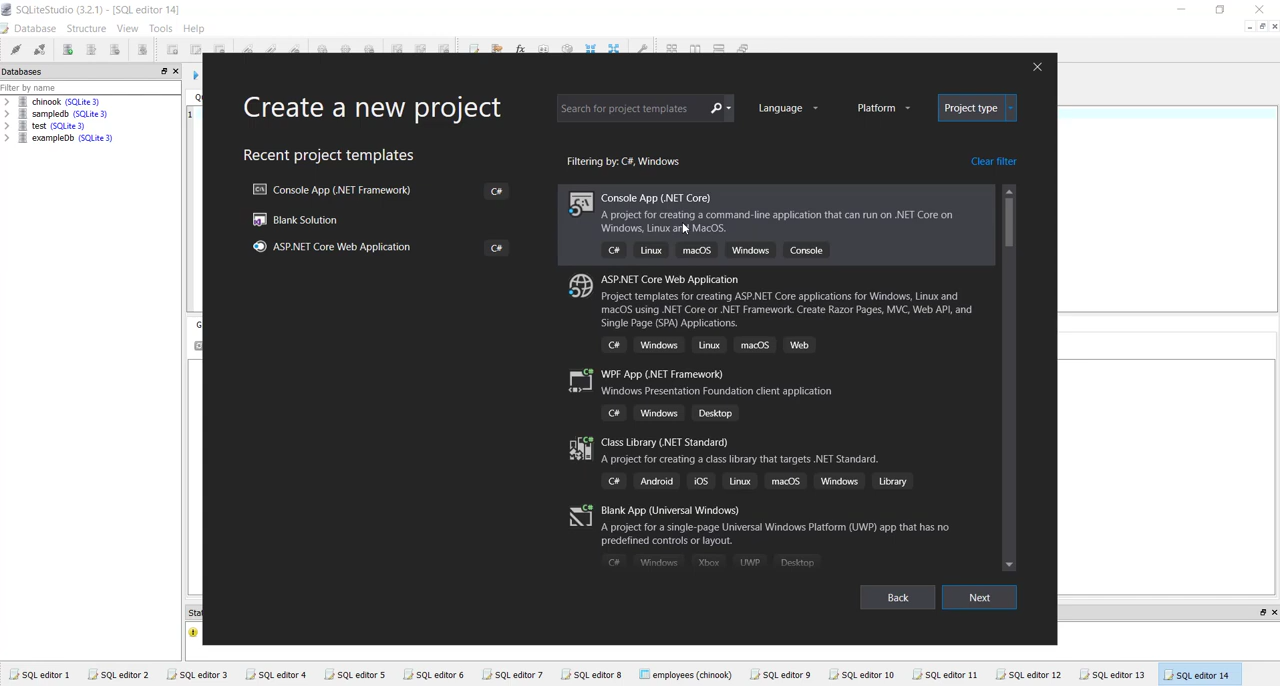 SQLiteStudio (3.2.1) - [SQL editor 14]
Database Structure View Tools Help
Databases
Filter by name
chinook (SQLite 3)
sampledb (SQLite 3)
test (SQLite 3)
exampleDb (SQLite 3)
1
Create a new project
Search for project templates
Language
Platform
Project type
Recent project templates
Console App (.NET Framework) C#
Blank Solution
ASP.NET Core Web Application C#
Filtering by: C#, Windows
Clear filter
Console App (.NET Core)
A project for creating a command-line application that can run on .NET Core on
Windows, Linux and MacOS.
C# Linux macOS Windows Console
ASP.NET Core Web Application
Project templates for creating ASP.NET Core applications for Windows, Linux and
macOS using .NET Core or .NET Framework. Create Razor Pages, MVC, Web API, and
Single Page (SPA) Applications.
C# Windows Linux macOS Web
WPF App (.NET Framework)
Windows Presentation Foundation client application
C# Windows Desktop
Class Library (.NET Standard)
A project for creating a class library that targets .NET Standard.
C# Android iOS Linux macOS Windows Library
Blank App (Universal Windows)
A project for a single-page Universal Windows Platform (UWP) app that has no
predefined controls or layout.
C# Windows Xbox UWP Desktop
Back Next
SQL editor 1 SQL editor 2 SQL editor 3 SQL editor 4 SQL editor 5 SQL editor 6 SQL editor 7 SQL editor 8 employees (chinook) SQL editor 9 SQL editor 10 SQL editor 11 SQL editor 12 SQL editor 13 SQL editor 14